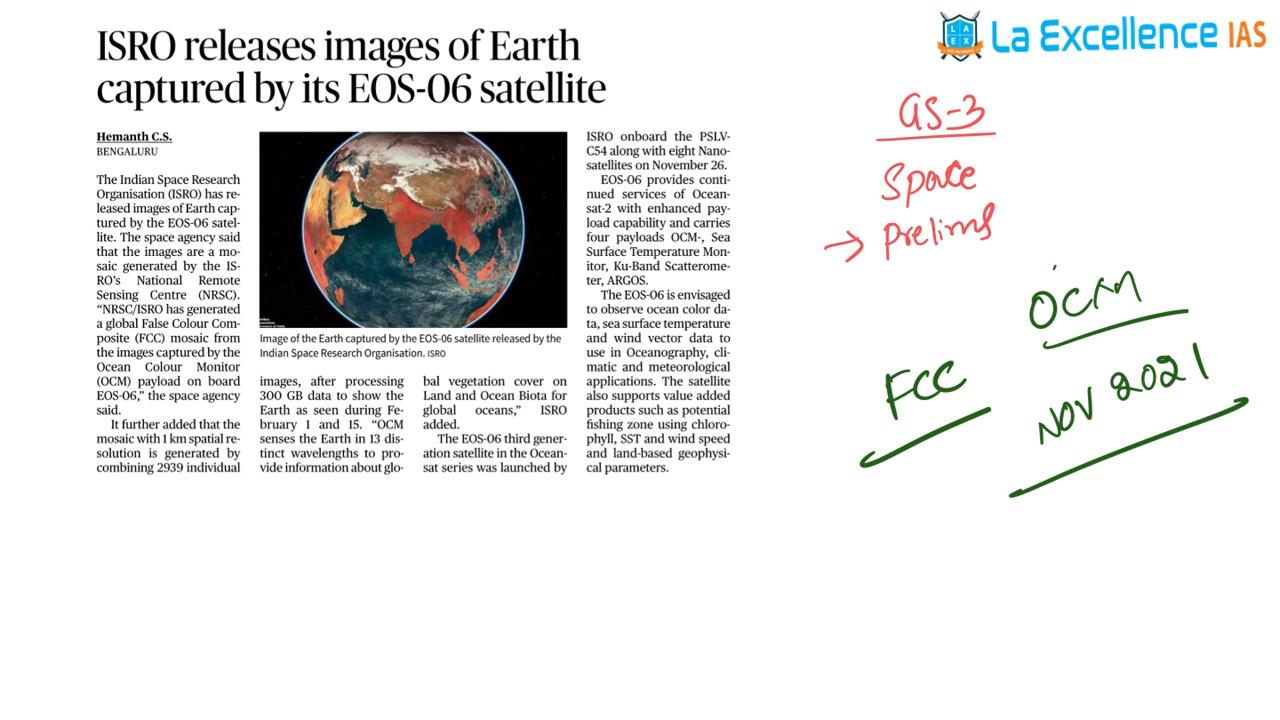 ISRO releases images of Earth
captured by its EOS-06 satellite
Hemanth C.S.
BENGALURU
The Indian Space Research
Organisation (ISRO) has re-
leased images of Earth cap-
tured by the EOS-06 satel-
lite. The space agency said
that the images are a mo-
saic generated by the IS-
RO's National Remote
Sensing Centre (NRSC).
“NRSC/ISRO has generated
a global False Colour Com-
posite (FCC) mosaic from
the images captured by the
Ocean Colour Monitor
(OCM) payload on board
EOS-06,” the space agency
said.
It further added that the
mosaic with 1 km spatial re-
solution is generated by
combining 2939 individual
Image of the Earth captured by the EOS-06 satellite released by the
Indian Space Research Organisation. ISRO
images, after processing
300 GB data to show the
Earth as seen during Fe-
bruary 1 and 15. “OCM
senses the Earth in 13 dis-
tinct wavelengths to pro-
vide information about glo-
bal vegetation cover on
Land and Ocean Biota for
global oceans,” ISRO
added.
The EOS-06 third gener-
ation satellite in the Ocean-
sat series was launched by
ISRO onboard the PSLV-
C54 along with eight Nano-
satellites on November 26.
EOS-06 provides conti-
nued services of Ocean-
sat-2 with enhanced pay-
load capability and carries
four payloads OCM-, Sea
Surface Temperature Mon-
itor, Ku-Band Scatterome-
ter, ARGOS.
The EOS-06 is envisaged
to observe ocean color da-
ta, sea surface temperature
and wind vector data to
use in Oceanography, cli-
matic and meteorological
applications. The satellite
also supports value added
products such as potential
fishing zone using chloro-
phyll, SST and wind speed
and land-based geophysi-
cal parameters.
La Excellence IAS
GS-3
Space
→ Prelims
OCM
FCC
NOV 2021